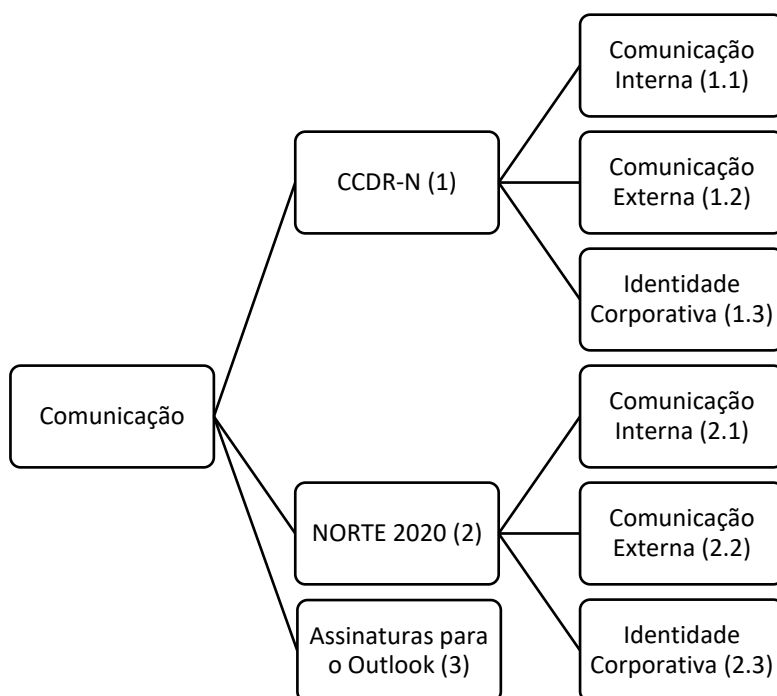 Comunicação
CCDR-N (1)
Comunicação
Interna (1.1)
Comunicação
Externa (1.2)
Identidade
Corporativa (1.3)
NORTE 2020 (2)
Comunicação
Interna (2.1)
Comunicação
Externa (2.2)
Identidade
Corporativa (2.3)
Assinaturas para
o Outlook (3)